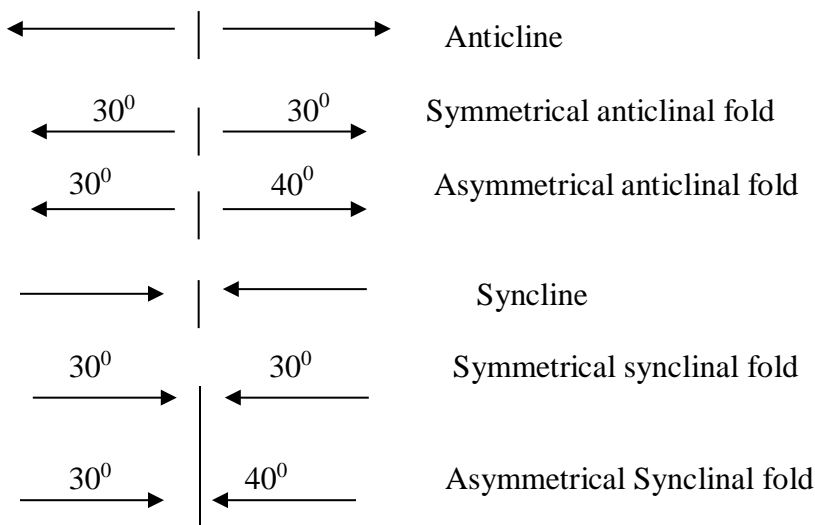 Anticline
30⁰ 30⁰ Symmetrical anticlinal fold
30⁰ 40⁰ Asymmetrical anticlinal fold
Syncline
30⁰ 30⁰ Symmetrical synclinal fold
30⁰ 40⁰ Asymmetrical Synclinal fold